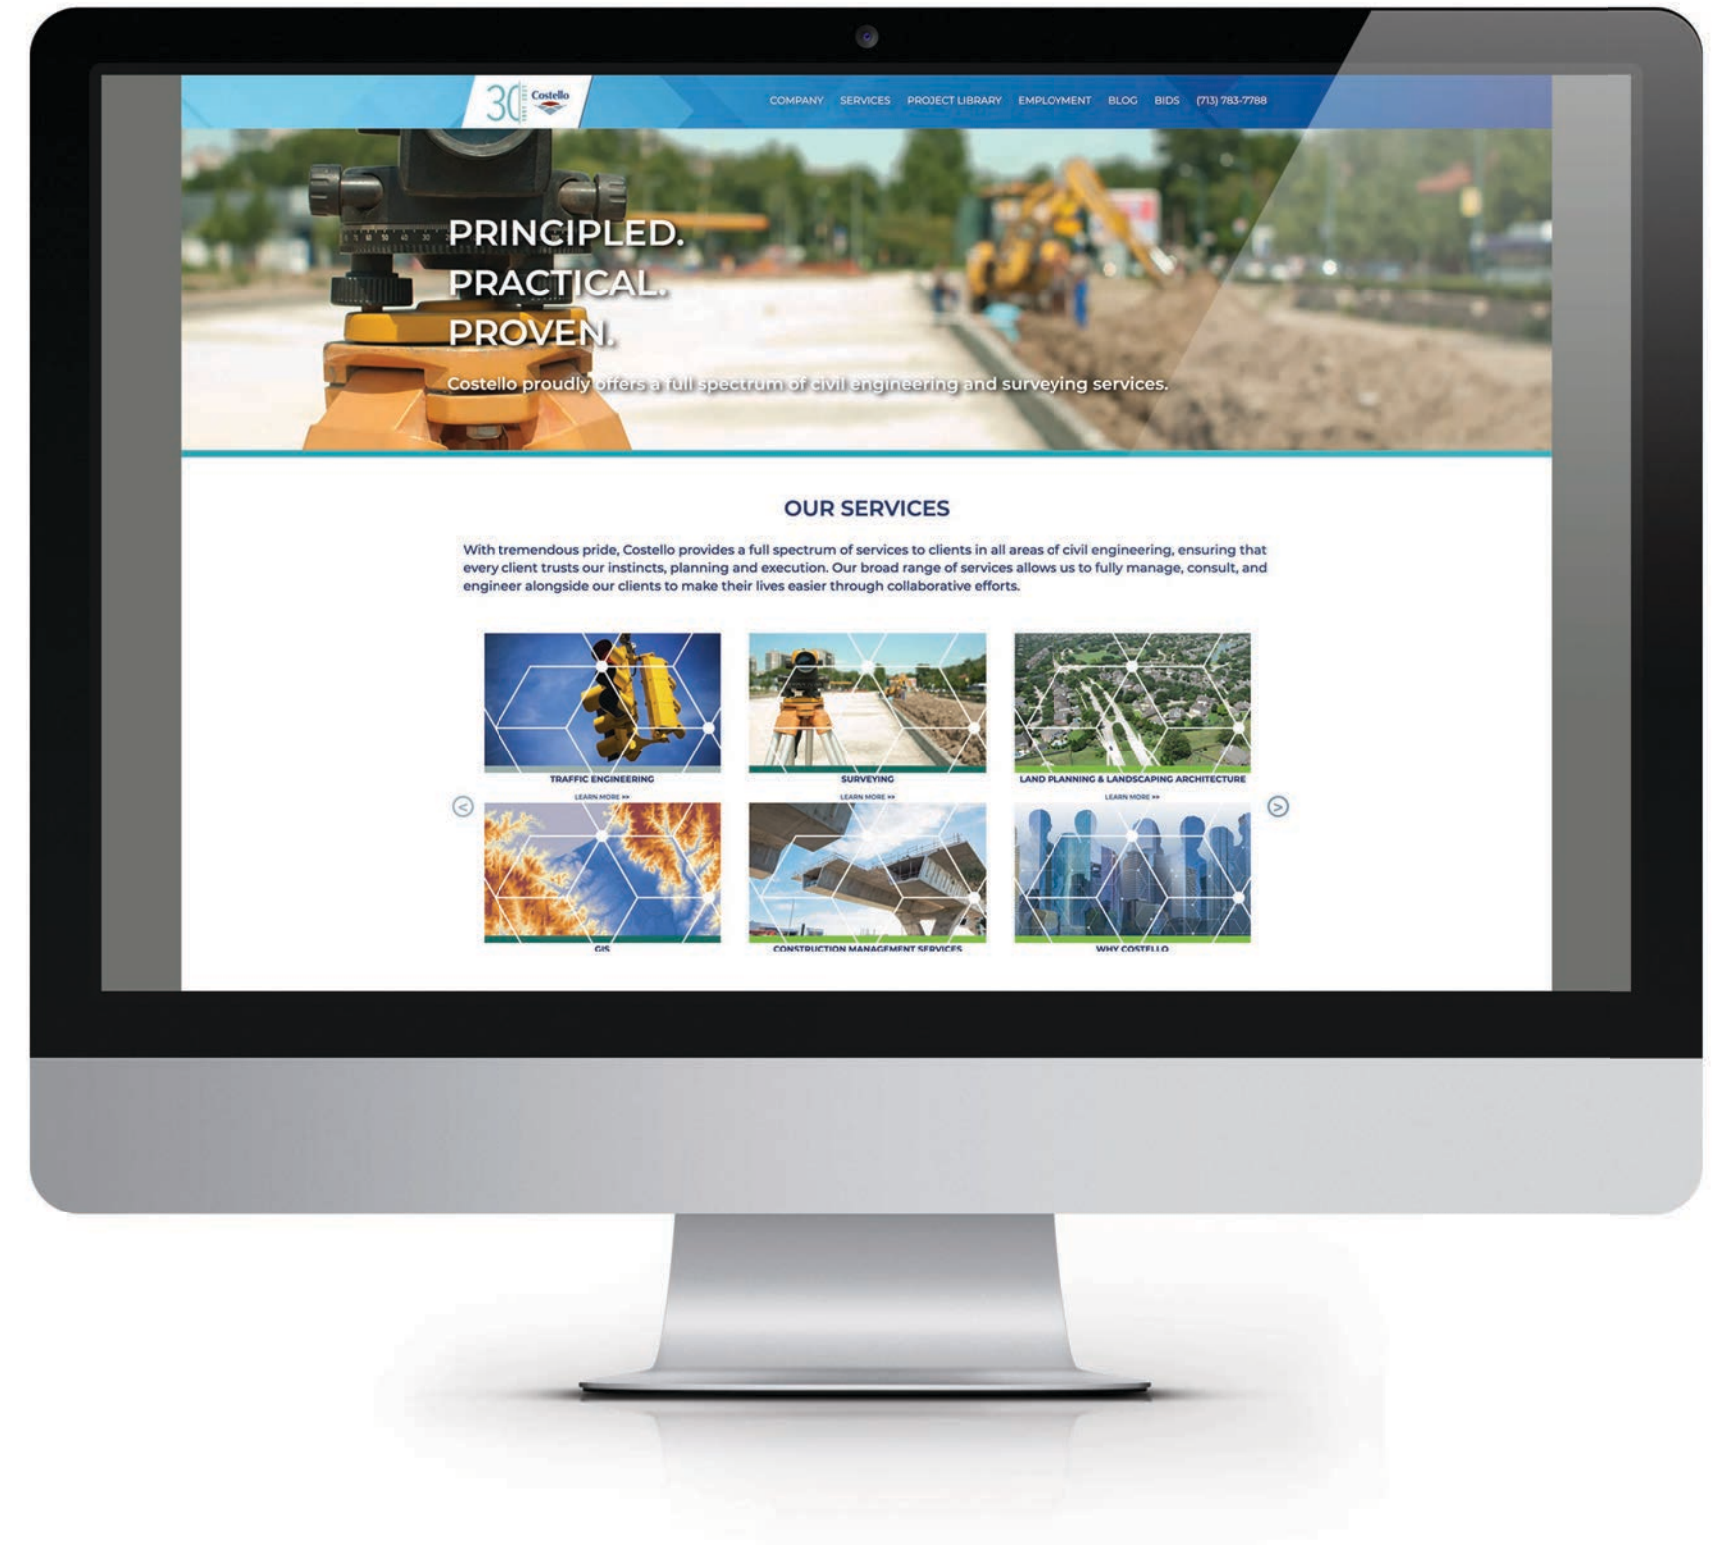 30
Costello
COMPANY SERVICES PROJECT LIBRARY EMPLOYMENT BLOG BIDS (713) 783-7788
PRINCIPLED.
PRACTICAL.
PROVEN.
Costello proudly offers a full spectrum of civil engineering and surveying services.
OUR SERVICES
With tremendous pride, Costello provides a full spectrum of services to clients in all areas of civil engineering, ensuring that
every client trusts our instincts, planning and execution. Our broad range of services allows us to fully manage, consult, and
engineer alongside our clients to make their lives easier through collaborative efforts.
TRAFFIC ENGINEERING
SURVEYING
LAND PLANNING & LANDSCAPING ARCHITECTURE
LEARN MORE >>
LEARN MORE >>
LEARN MORE >>
<
>
GIS
CONSTRUCTION MANAGEMENT SERVICES
WHY COSTELLO